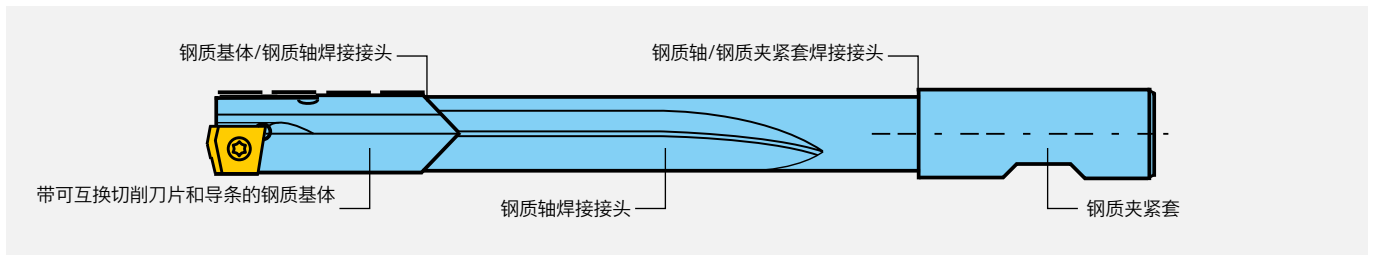 钢质基体/钢质轴焊接接头
钢质轴/钢质夹紧套焊接接头
带可互换切削刀片和导条的钢质基体
钢质轴焊接接头
钢质夹紧套